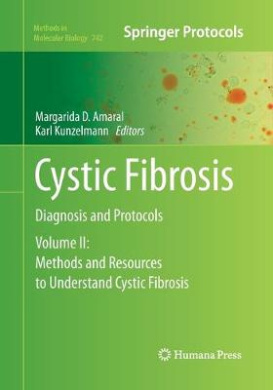 Methods in
Molecular Biology 742
Springer Protocols
Margarida D. Amaral
Karl Kunzelmann Editors
Cystic Fibrosis
Diagnosis and Protocols
Volume II:
Methods and Resources
to Understand Cystic Fibrosis
Humana Press